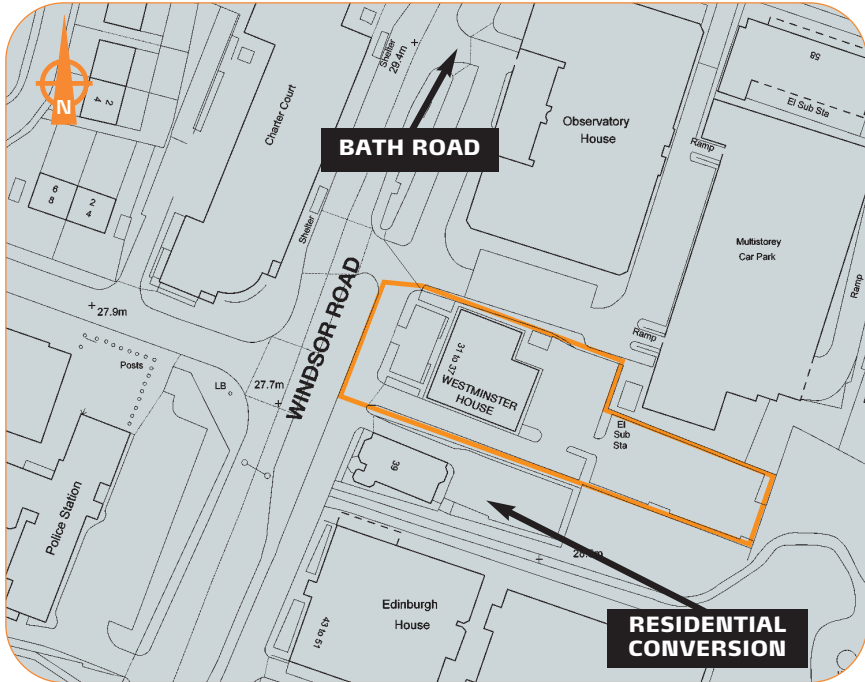 N
2
4
6
8
2
4
Charter Court
Shelter
29.4m
Shelter
BATH ROAD
Observatory
House
58
El Sub Sta
Ramp
Multistorey
Car Park
Ramp
Ramp
27.9m
Posts
LB
27.7m
WINDSOR ROAD
31 to 37
WESTMINSTER
HOUSE
El
Sub
Sta
39
Police Station
Edinburgh
House
43 to 51
RESIDENTIAL
CONVERSION